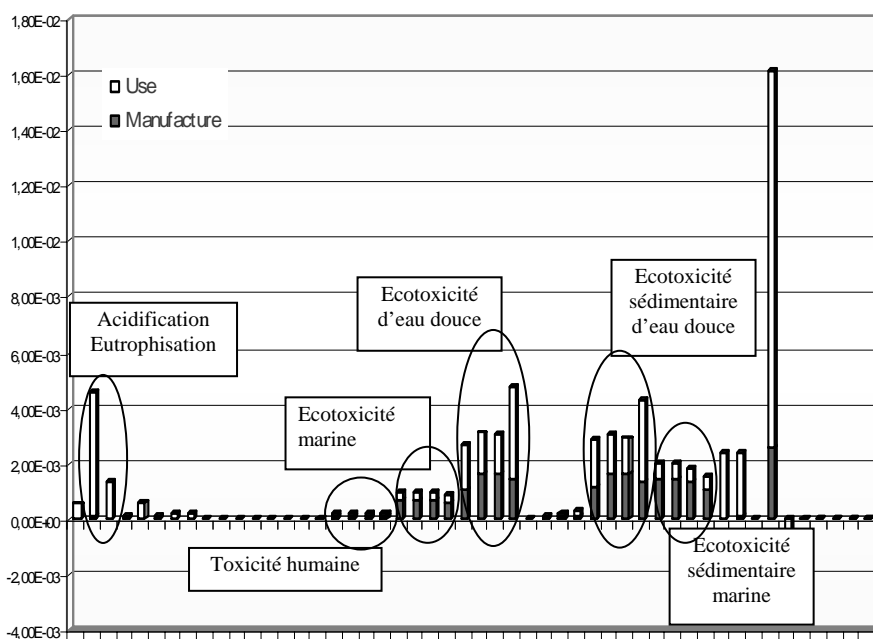 1,80E-02
1,60E-02
1,40E-02
1,20E-02
1,00E-02
8,00E-03
6,00E-03
4,00E-03
2,00E-03
0,00E+00
-2,00E-03
-4,00E-03
Use
Manufacture
Acidification
Eutrophisation
Ecotoxicité
marine
Ecotoxicité
d’eau douce
Ecotoxicité
sédimentaire
d’eau douce
Toxicité humaine
Ecotoxicité
sédimentaire
marine